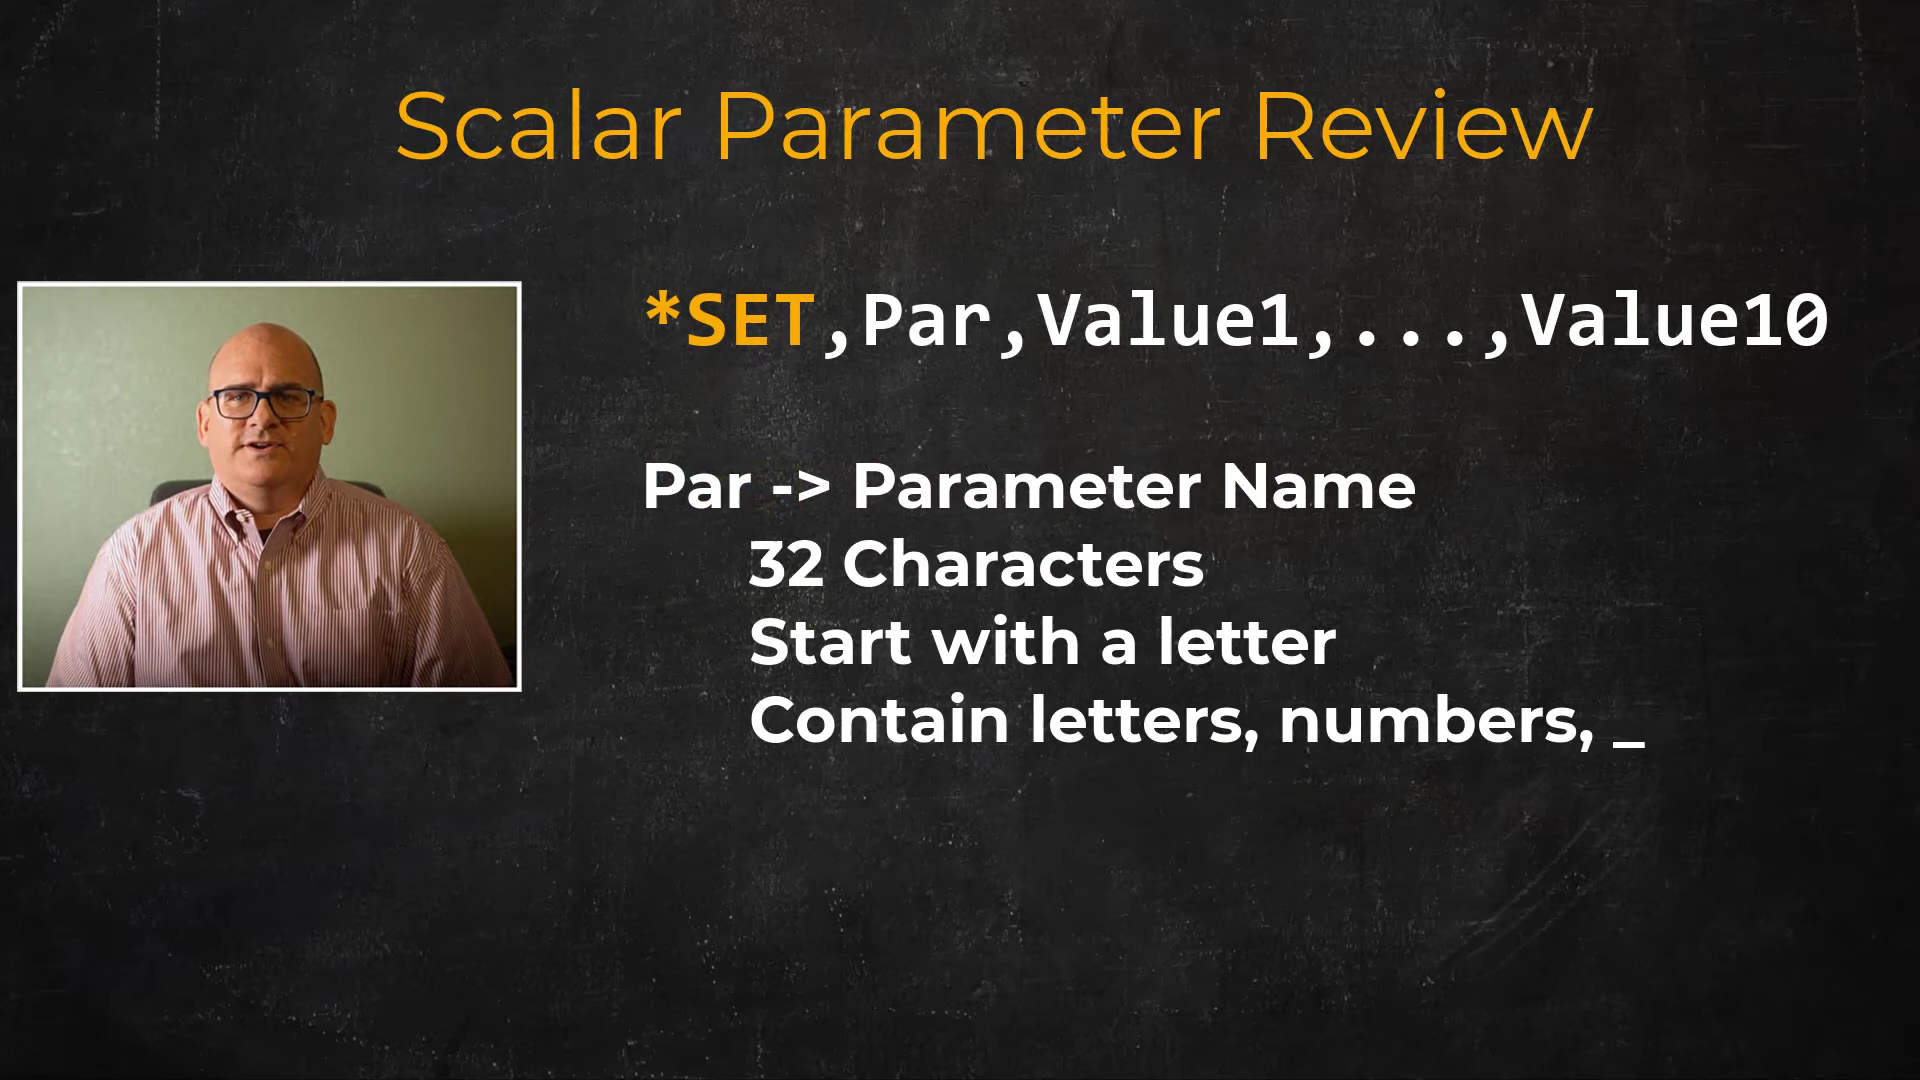 Scalar Parameter Review
*SET,Par,Value1,...,Value10
Par -> Parameter Name
32 Characters
Start with a letter
Contain letters, numbers, _